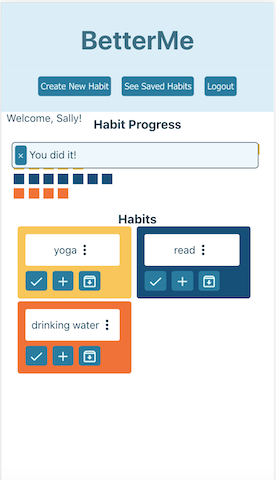 BetterMe
Create New Habit See Saved Habits Logout
Welcome, Sally!
Habit Progress
× You did it!
Habits
yoga read
drinking water